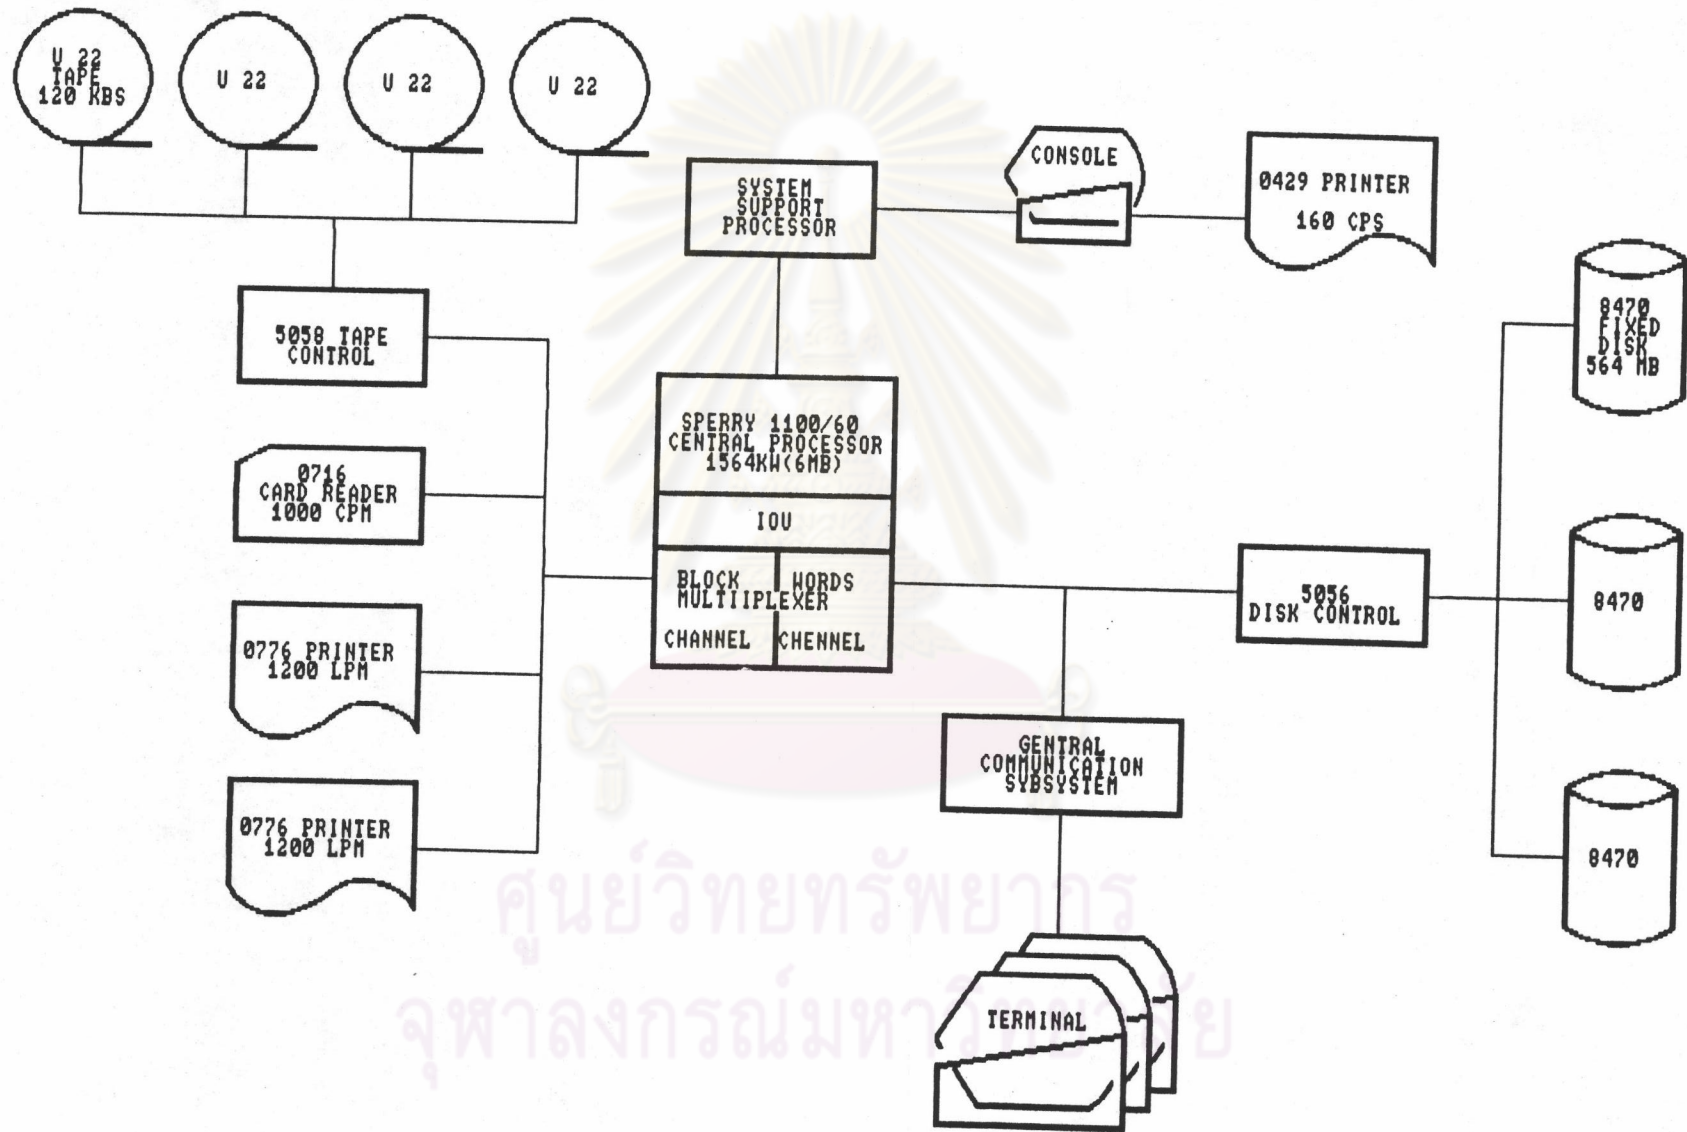 U 22
TAPE
120 KBS
U 22
U 22
U 22
SYSTEM
SUPPORT
PROCESSOR
CONSOLE
0429 PRINTER
160 CPS
5058 TAPE
CONTROL
8470
FIXED
DISK
564 MB
SPERRY 1100/60
CENTRAL PROCESSOR
1564KW(6MB)
0716
CARD READER
1000 CPM
IOU
BLOCK WORDS
MULTIIPLEXER
CHANNEL CHENNEL
5056
DISK CONTROL
8470
0776 PRINTER
1200 LPM
GENTRAL
COMMUNICATION
SYBSYSTEM
0776 PRINTER
1200 LPM
8470
TERMINAL
ศูนย์วิทยทรัพยากร
จุฬาลงกรณ์มหาวิทยาลัย